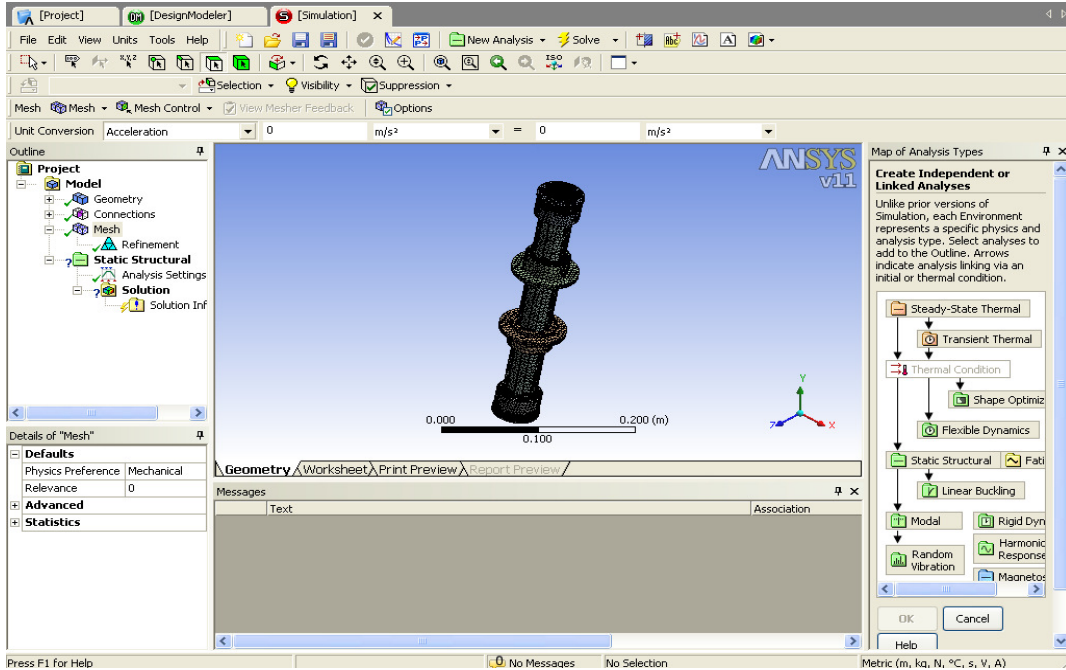 [Project] [DesignModeler] [Simulation]
File Edit View Units Tools Help New Analysis Solve A
Selection Visibility Suppression
Mesh Mesh Mesh Control View Mesher Feedback Options
Unit Conversion Acceleration 0 m/s² = 0 m/s²
Outline
Project
Model
Geometry
Connections
Mesh
Refinement
Static Structural
Analysis Settings
Solution
Solution Inf
Details of "Mesh"
Defaults
Physics Preference Mechanical
Relevance 0
Advanced
Statistics
ANSYS
v11
Y
Z
X
0.000 0.200 (m)
0.100
Geometry Worksheet Print Preview Report Preview
Messages
Text Association
Map of Analysis Types
Create Independent or
Linked Analyses
Unlike prior versions of
Simulation, each Environment
represents a specific physics and
analysis type. Select analyses to
add to the Outline. Arrows
indicate analysis linking via an
initial or thermal condition.
Steady-State Thermal
Transient Thermal
Thermal Condition
Shape Optimiz
Flexible Dynamics
Static Structural Fati
Linear Buckling
Modal Rigid Dyn
Random
Vibration
Harmonic
Response
Magnetos
OK Cancel
Help
Press F1 for Help 0 No Messages No Selection Metric (m, kg, N, °C, s, V, A)